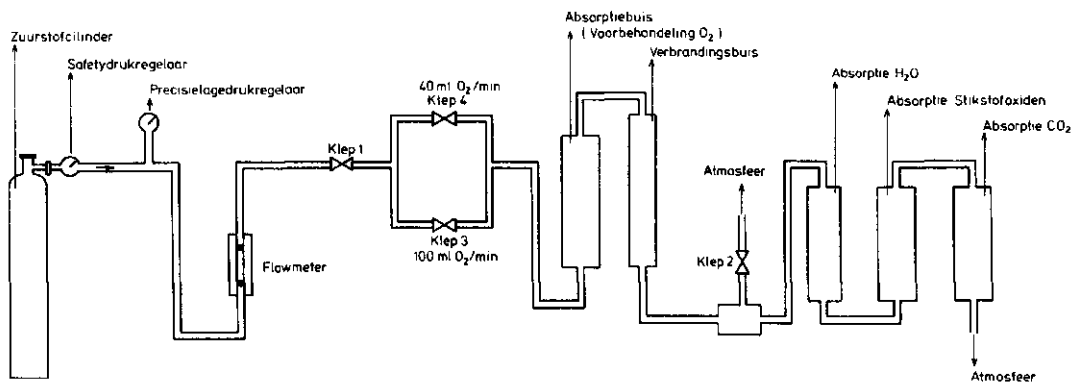 Zuurstofcilinder
Safetydrukregelaar
Precisielagedrukregelaar
Flowmeter
Klep 1
40 ml O₂/min
Klep 4
Klep 3
100 ml O₂/min
Absorptiebuis
(Voorbehandeling O₂)
Verbrandingsbuis
Atmosfeer
Klep 2
Absorptie H₂O
Absorptie Stikstofoxiden
Absorptie CO₂
Atmosfeer